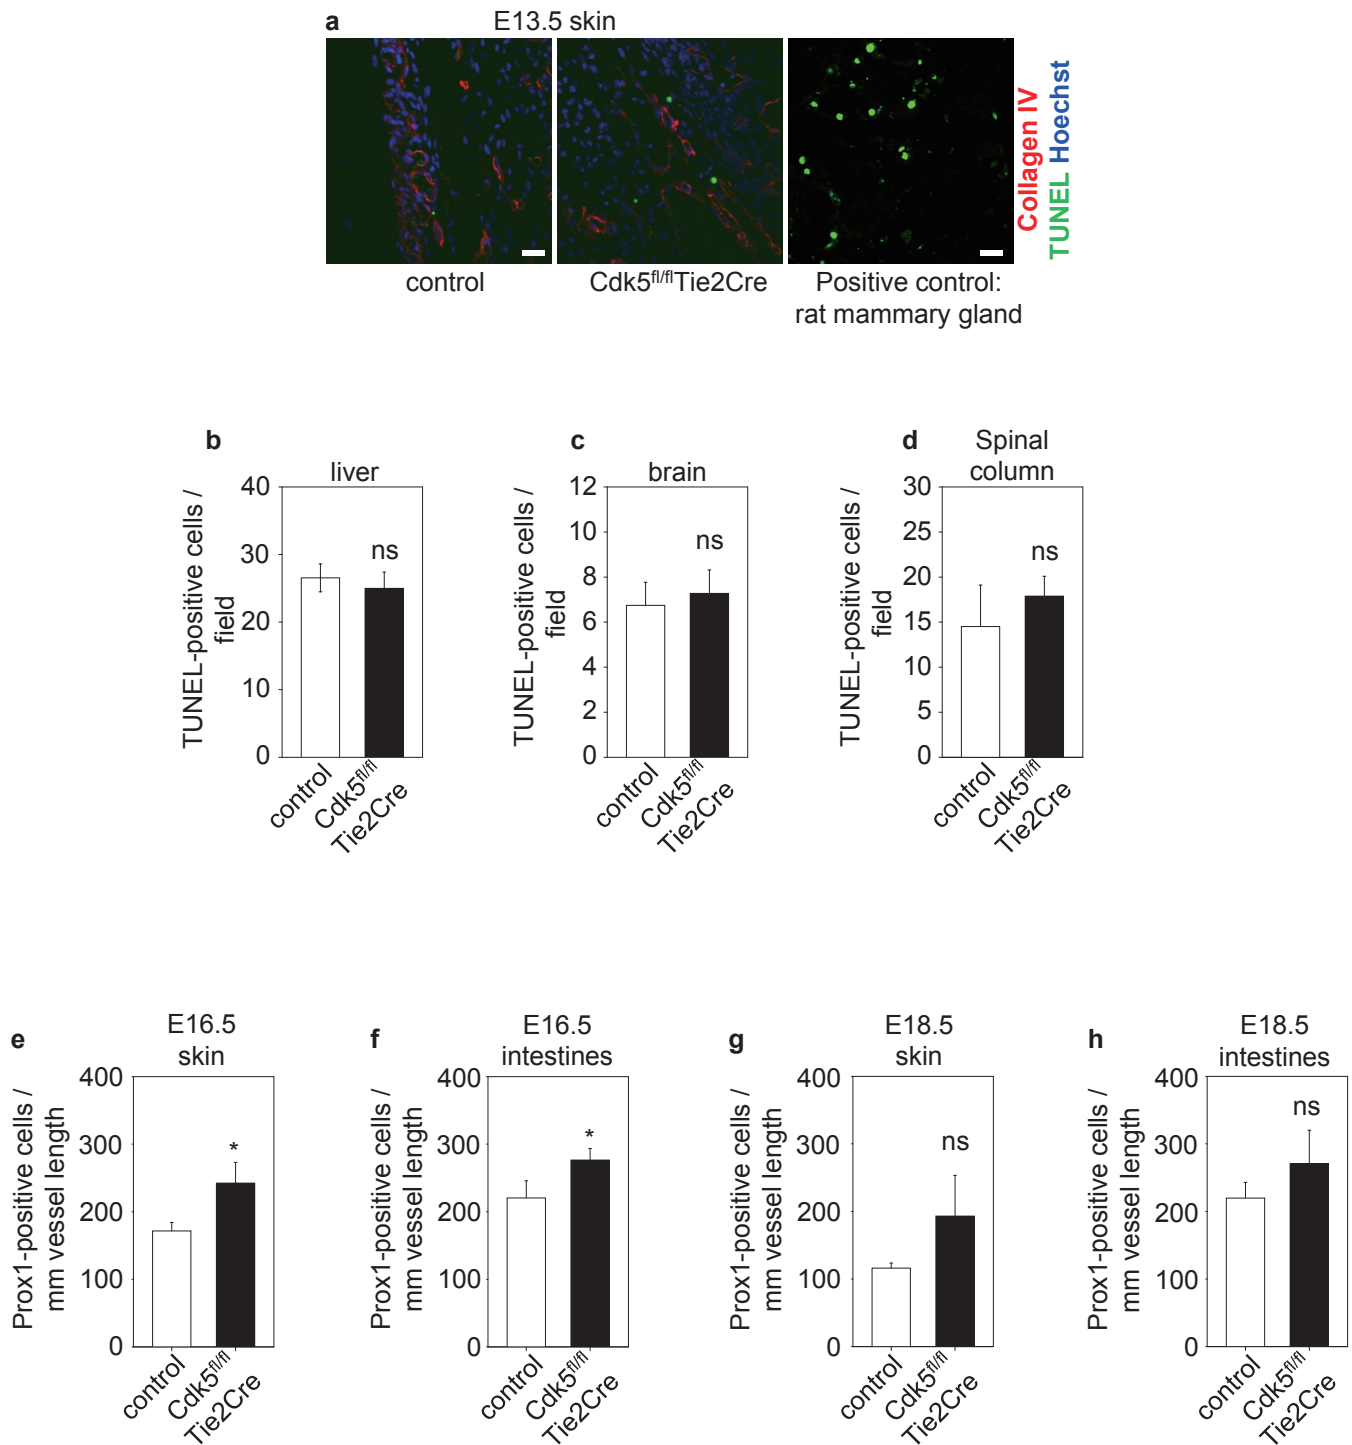 a
E13.5 skin
control
Cdk5fl/flTie2Cre
Positive control:
rat mammary gland
Collagen IV
TUNEL Hoechst
b
liver
TUNEL-positive cells /
field
40
30
20
10
0
ns
control
Cdk5fl/fl
Tie2Cre
c
brain
TUNEL-positive cells /
field
12
10
8
6
4
2
0
ns
control
Cdk5fl/fl
Tie2Cre
d
Spinal
column
TUNEL-positive cells /
field
30
25
20
15
10
5
0
ns
control
Cdk5fl/fl
Tie2Cre
e
E16.5
skin
Prox1-positive cells /
mm vessel length
400
300
200
100
0
*
control
Cdk5fl/fl
Tie2Cre
f
E16.5
intestines
Prox1-positive cells /
mm vessel length
400
300
200
100
0
*
control
Cdk5fl/fl
Tie2Cre
g
E18.5
skin
Prox1-positive cells /
mm vessel length
400
300
200
100
0
ns
control
Cdk5fl/fl
Tie2Cre
h
E18.5
intestines
Prox1-positive cells /
mm vessel length
400
300
200
100
0
ns
control
Cdk5fl/fl
Tie2Cre